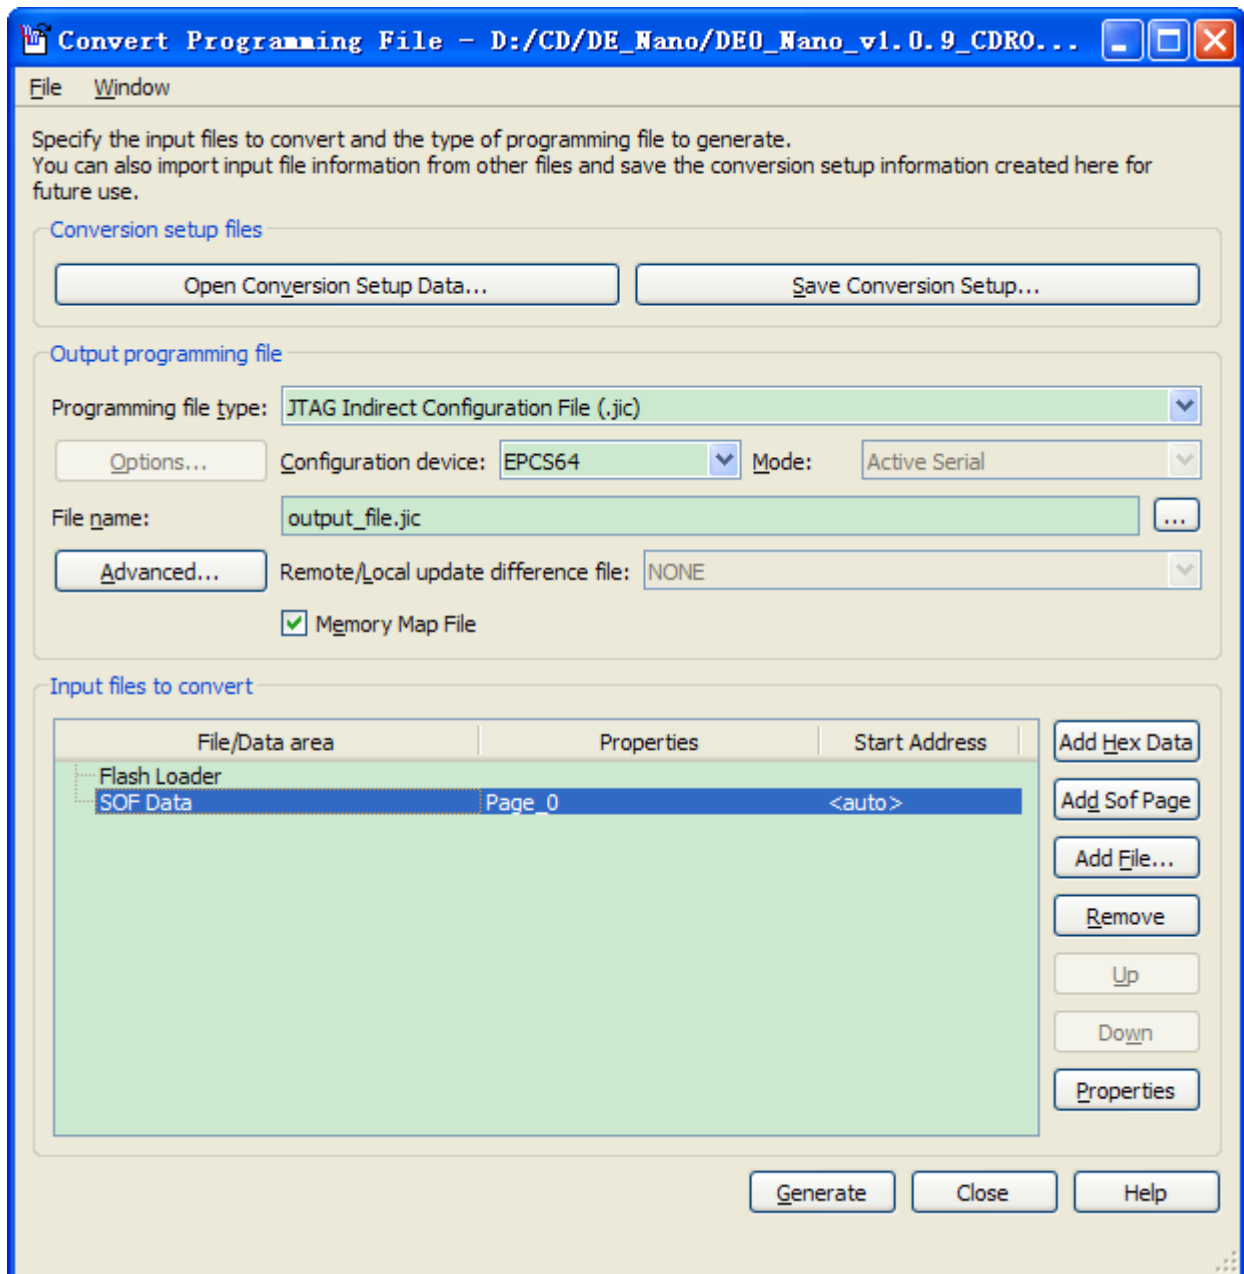 Convert Programming File - D:/CD/DE_Nano/DE0_Nano_v1.0.9_CDRO...
File Window
Specify the input files to convert and the type of programming file to generate.
You can also import input file information from other files and save the conversion setup information created here for
future use.
Conversion setup files
Open Conversion Setup Data... Save Conversion Setup...
Output programming file
Programming file type: JTAG Indirect Configuration File (.jic)
Options... Configuration device: EPCS64 Mode: Active Serial
File name: output_file.jic ...
Advanced... Remote/Local update difference file: NONE
Memory Map File
Input files to convert
File/Data area Properties Start Address Add Hex Data
Flash Loader
SOF Data Page_0 <auto> Add Sof Page
Add File...
Remove
Up
Down
Properties
Generate Close Help